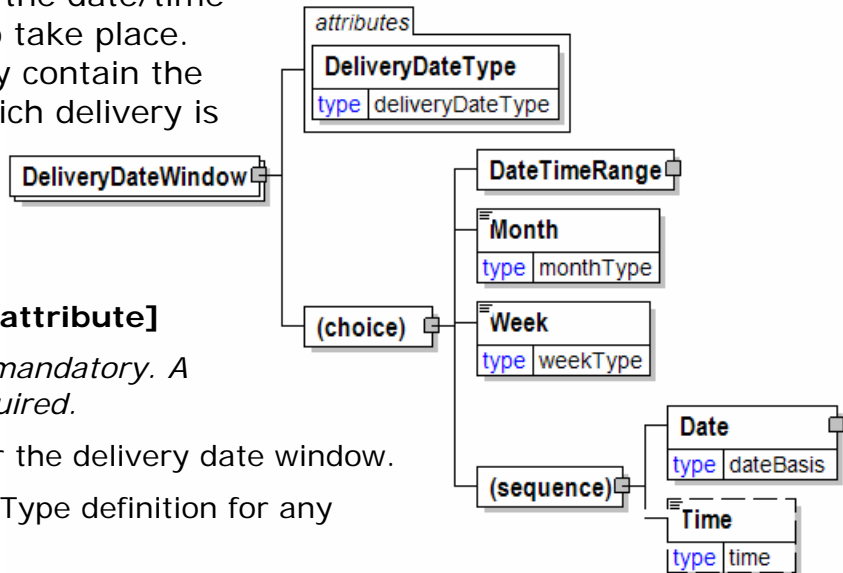 the date/time
take place.
y contain the
ich delivery is
attribute]
mandatory. A
uired.
r the delivery date window.
Type definition for any
attributes
DeliveryDateType
type deliveryDateType
DeliveryDateWindow
(choice)
DateTimeRange
Month
type monthType
Week
type weekType
(sequence)
Date
type dateBasis
Time
type time